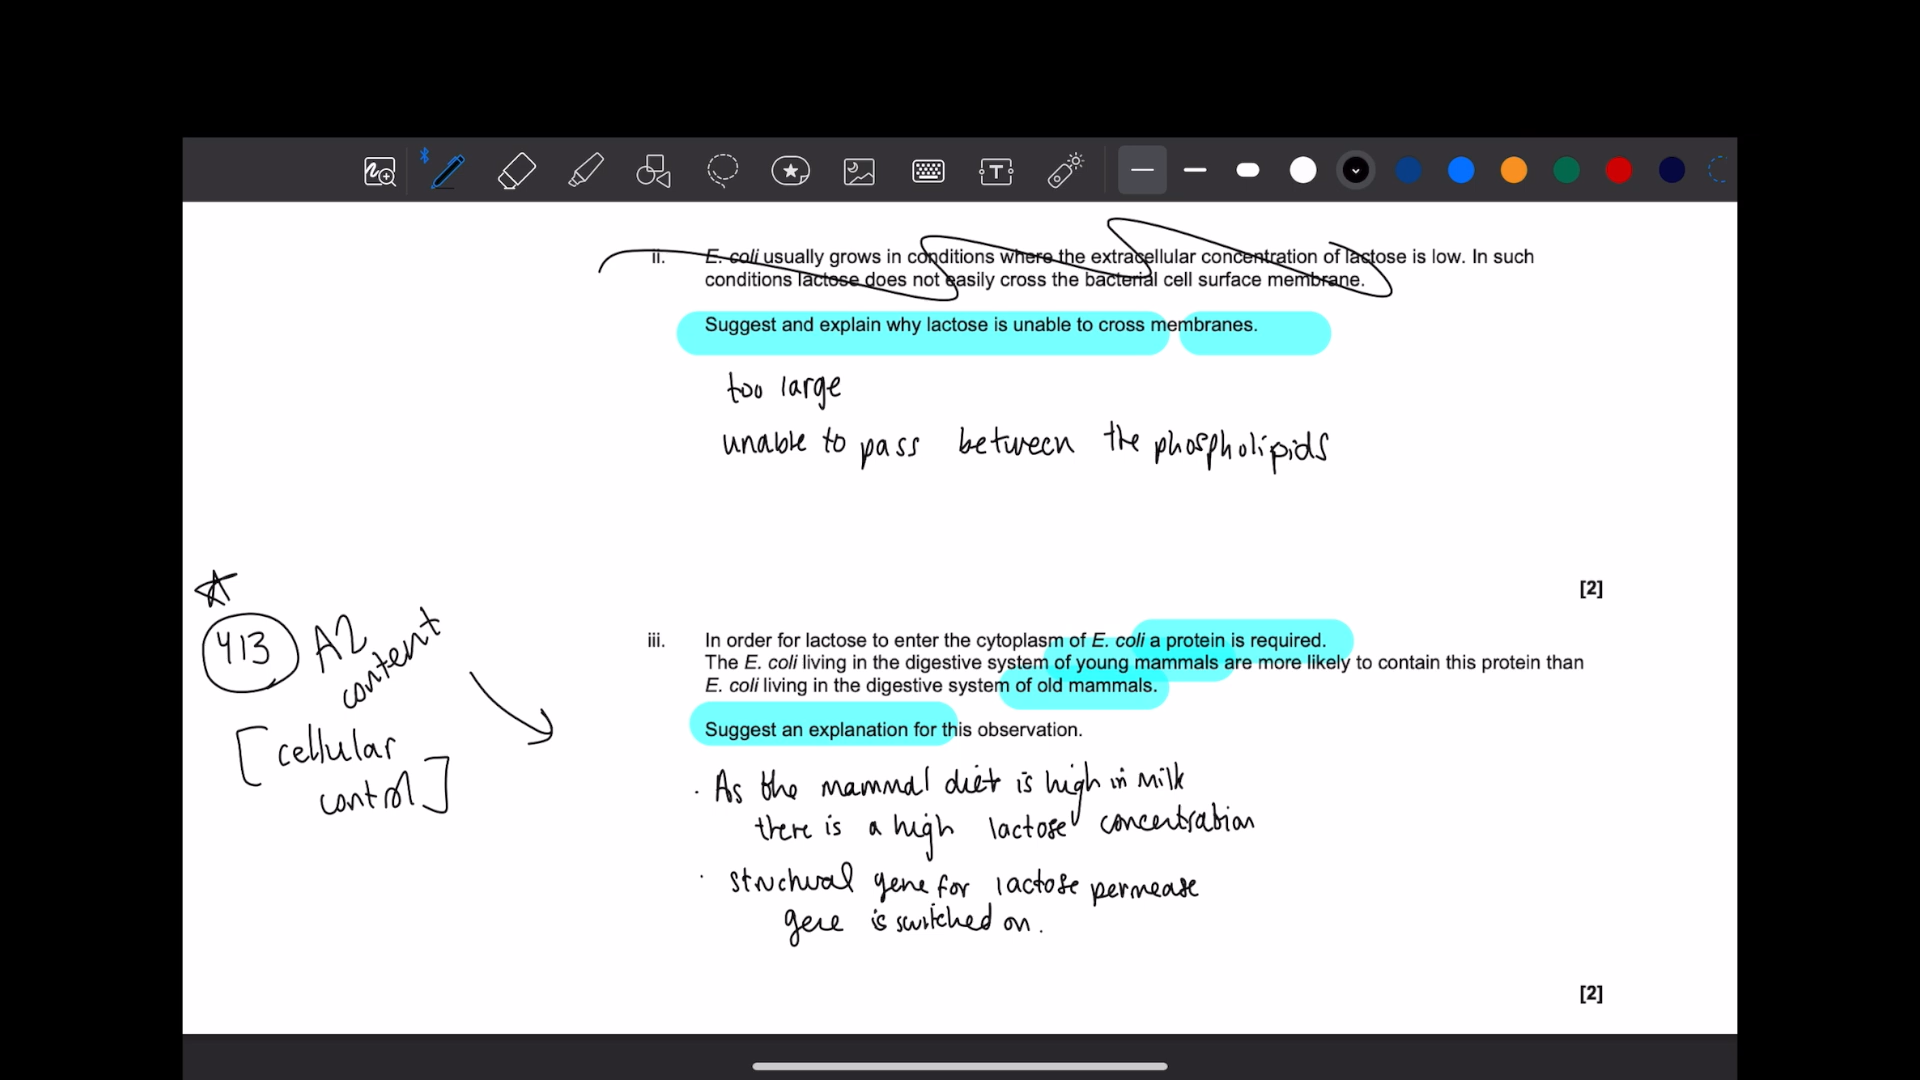 ii. E. coli usually grows in conditions where the extracellular concentration of lactose is low. In such
conditions lactose does not easily cross the bacterial cell surface membrane.
Suggest and explain why lactose is unable to cross membranes.
too large
unable to pass between the phospholipids
[2]
413 A2
content
[cellular
control]
iii. In order for lactose to enter the cytoplasm of E. coli a protein is required.
The E. coli living in the digestive system of young mammals are more likely to contain this protein than
E. coli living in the digestive system of old mammals.
Suggest an explanation for this observation.
· As the mammal diet is high in milk
there is a high lactose concentration
· structural gene for lactose permease
gene is switched on.
[2]